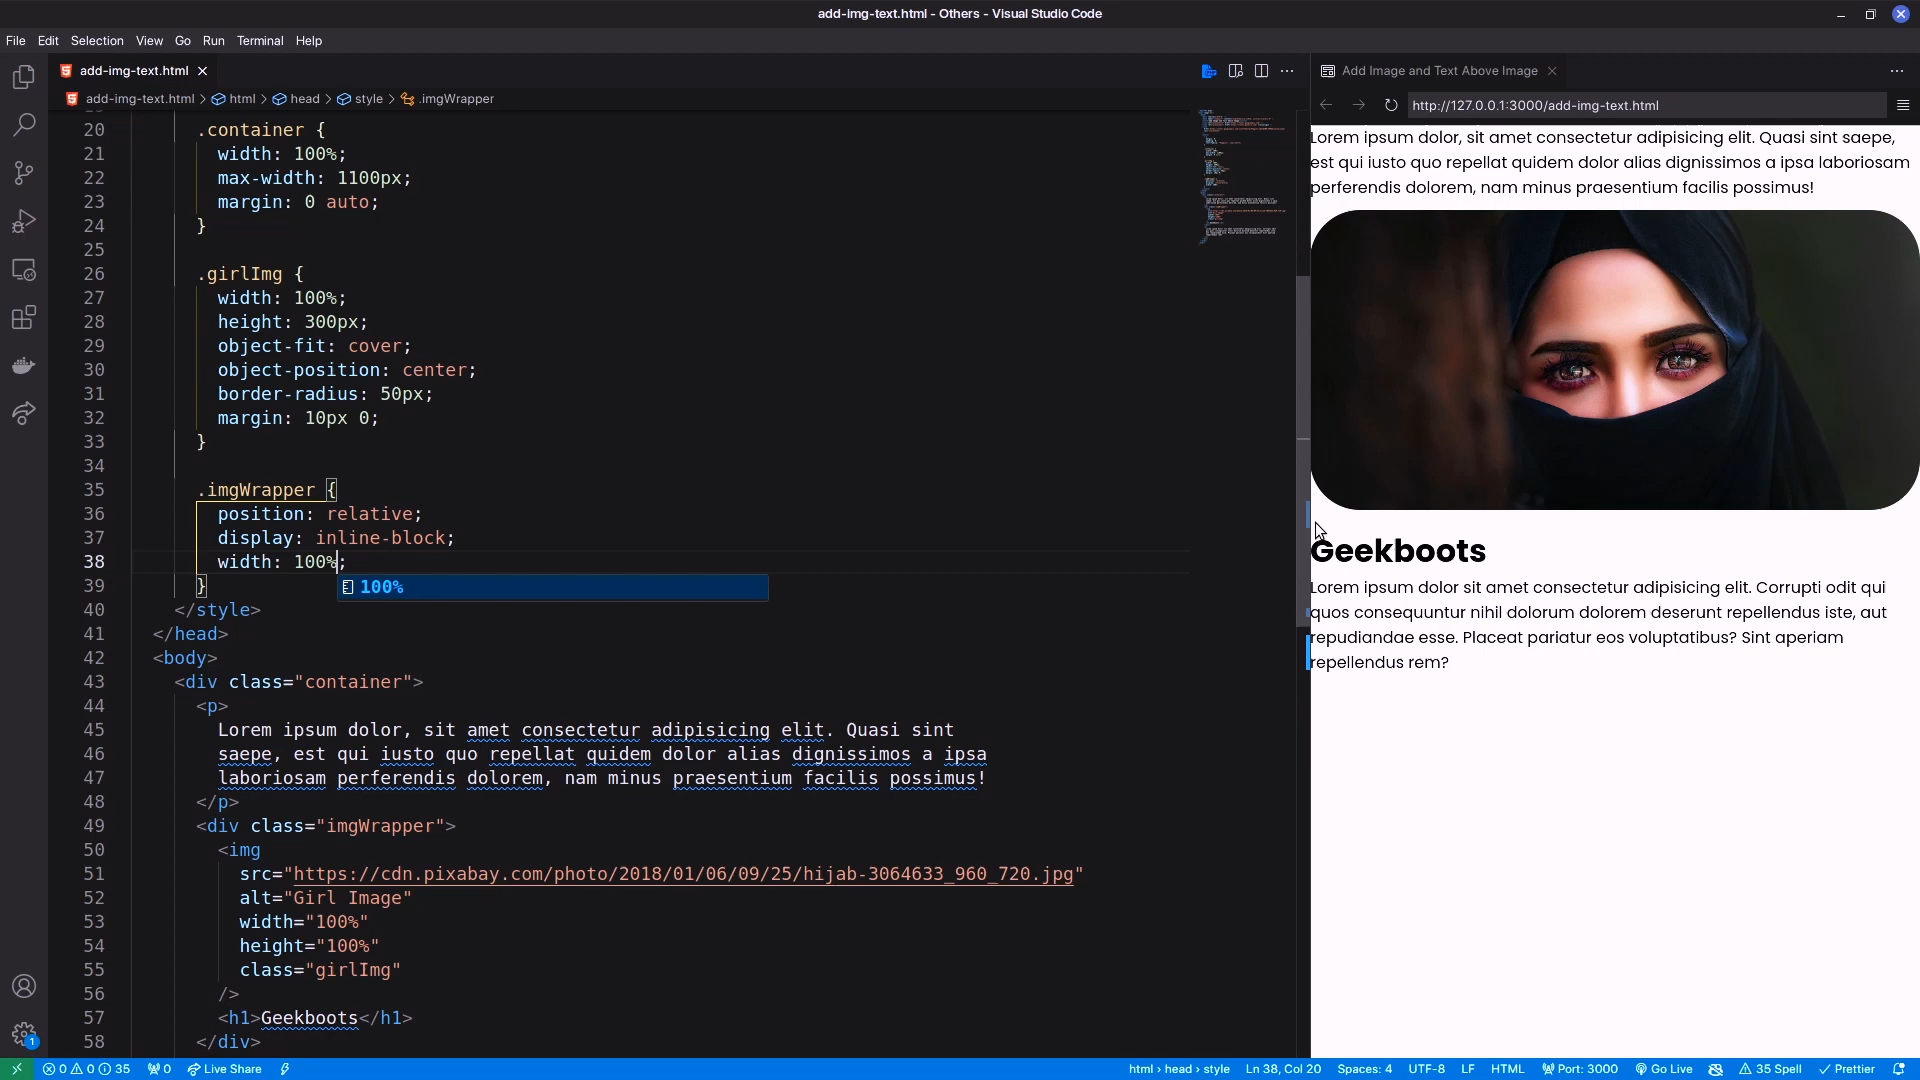 add-img-text.html - Others - Visual Studio Code
File Edit Selection View Go Run Terminal Help
add-img-text.html
add-img-text.html > html > head > style > .imgWrapper
20 .container {
21 width: 100%;
22 max-width: 1100px;
23 margin: 0 auto;
24 }
25
26 .girlImg {
27 width: 100%;
28 height: 300px;
29 object-fit: cover;
30 object-position: center;
31 border-radius: 50px;
32 margin: 10px 0;
33 }
34
35 .imgWrapper {
36 position: relative;
37 display: inline-block;
38 width: 100%;
100%
39 }
40 </style>
41 </head>
42 <body>
43 <div class="container">
44 <p>
45 Lorem ipsum dolor, sit amet consectetur adipisicing elit. Quasi sint
46 saepe, est qui iusto quo repellat quidem dolor alias dignissimos a ipsa
47 laboriosam perferendis dolorem, nam minus praesentium facilis possimus!
48 </p>
49 <div class="imgWrapper">
50 <img
51 src="https://cdn.pixabay.com/photo/2018/01/06/09/25/hijab-3064633_960_720.jpg"
52 alt="Girl Image"
53 width="100%"
54 height="100%"
55 class="girlImg"
56 />
57 <h1>Geekboots</h1>
58 </div>
Add Image and Text Above Image
http://127.0.0.1:3000/add-img-text.html
Lorem ipsum dolor, sit amet consectetur adipisicing elit. Quasi sint saepe,
est qui iusto quo repellat quidem dolor alias dignissimos a ipsa laboriosam
perferendis dolorem, nam minus praesentium facilis possimus!
Geekboots
Lorem ipsum dolor sit amet consectetur adipisicing elit. Corrupti odit qui
quos consequuntur nihil dolorum dolorem deserunt repellendus iste, aut
repudiandae esse. Placeat pariatur eos voluptatibus? Sint aperiam
repellendus rem?
1
0 0 35 0 Live Share
html > head > style Ln 38, Col 20 Spaces: 4 UTF-8 LF HTML Port: 3000 Go Live 35 Spell Prettier